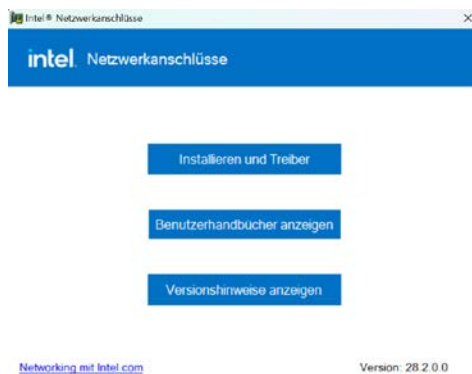 Intel® Netzwerkanschlüsse
intel. Netzwerkanschlüsse
Installieren und Treiber
Benutzerhandbücher anzeigen
Versionshinweise anzeigen
Networking mit Intel.com
Version: 28.2.0.0